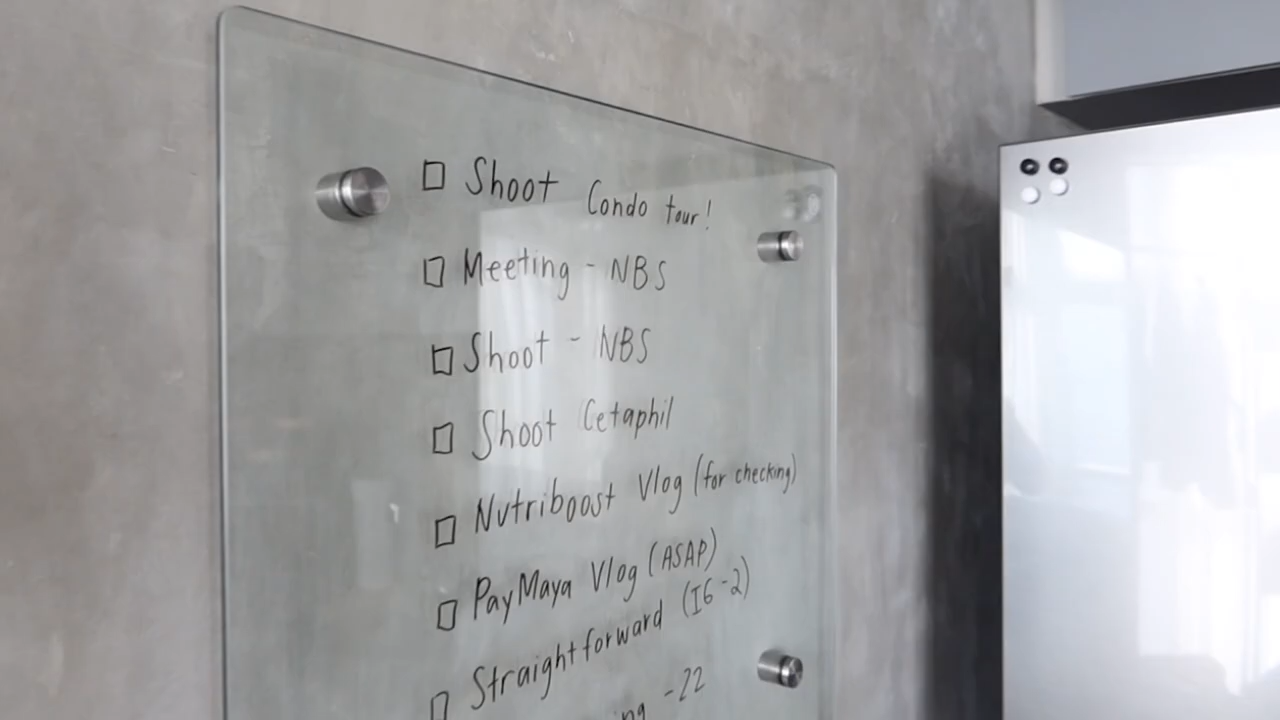 Shoot Condo tour!
Meeting - NBS
Shoot - NBS
Shoot Cetaphil
Nutriboost Vlog (for checking)
PayMaya Vlog (ASAP)
Straightforward (IG-2)
-22